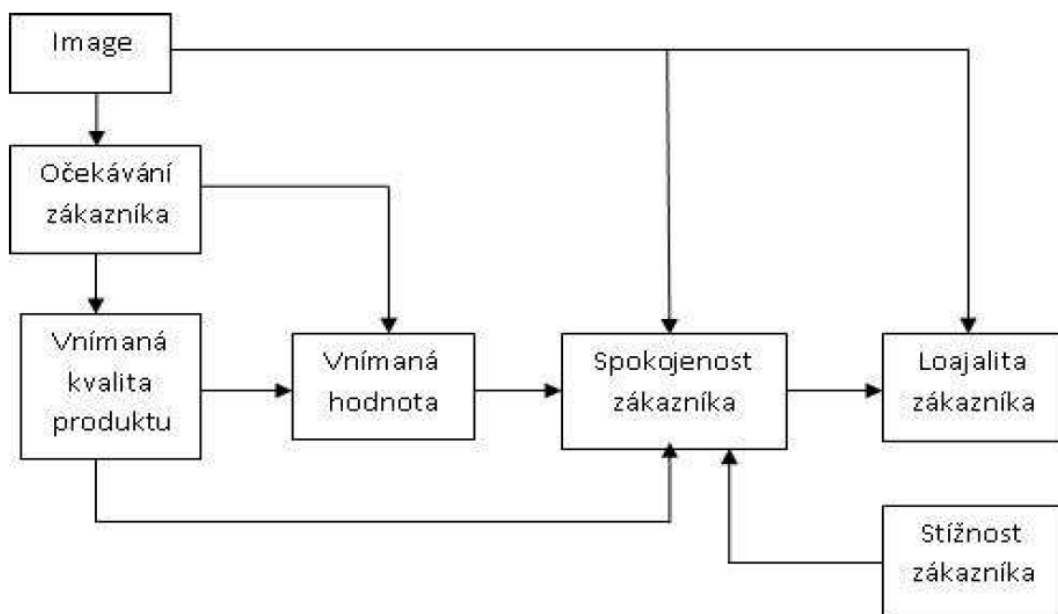 Image
Očekávání
zákazníka
Vnímaná
kvalita
produktu
Vnímaná
hodnota
Spokojenost
zákazníka
Loajalita
zákazníka
Stížnost
zákazníka